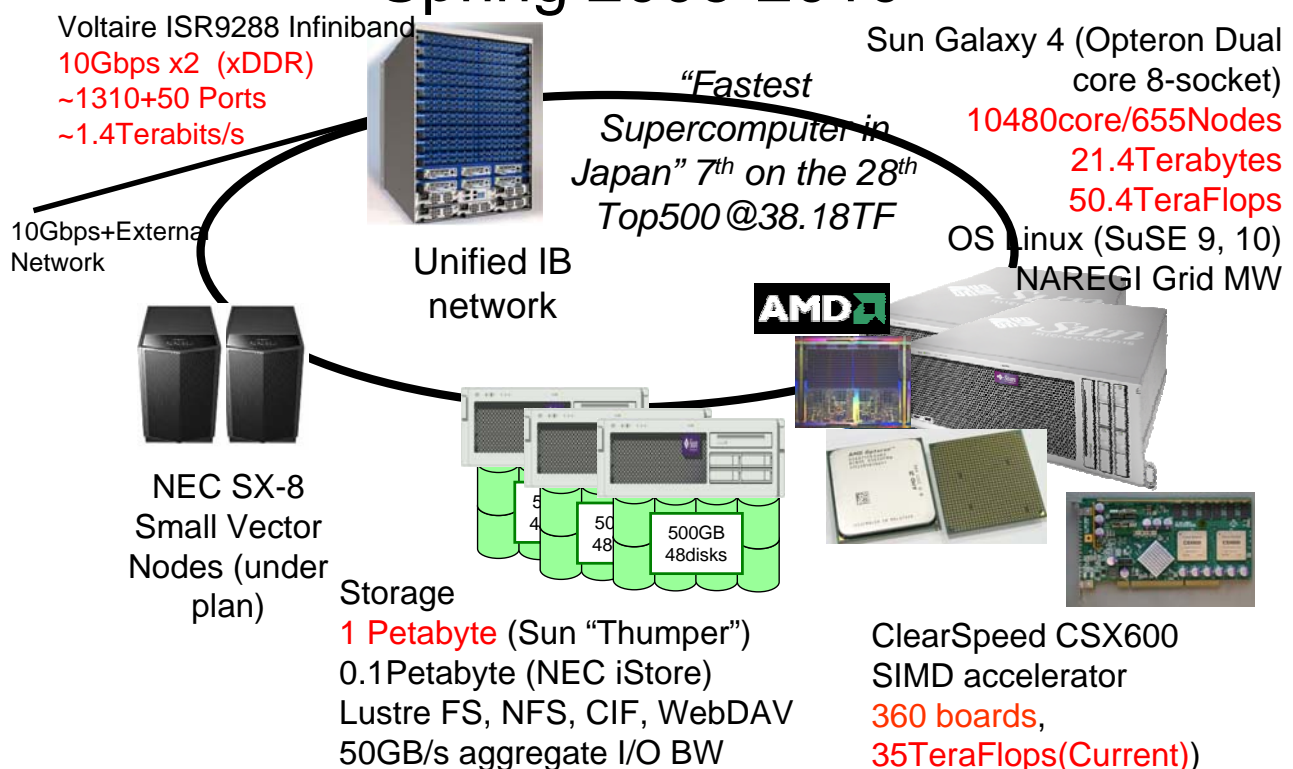 Voltaire ISR9288 Infiniband
10Gbps x2 (xDDR)
~1310+50 Ports
~1.4Terabits/s
10Gbps+External
Network
Unified IB
network
“Fastest
Supercomputer in
Japan” 7th on the 28th
Top500@38.18TF
Sun Galaxy 4 (Opteron Dual
core 8-socket)
10480core/655Nodes
21.4Terabytes
50.4TeraFlops
OS Linux (SuSE 9, 10)
NAREGI Grid MW
AMD
Sun
NEC SX-8
Small Vector
Nodes (under
plan)
500GB
48disks
Storage
1 Petabyte (Sun “Thumper”)
0.1Petabyte (NEC iStore)
Lustre FS, NFS, CIF, WebDAV
50GB/s aggregate I/O BW
AMD Opteron
ClearSpeed CSX600
SIMD accelerator
360 boards,
35TeraFlops(Current))